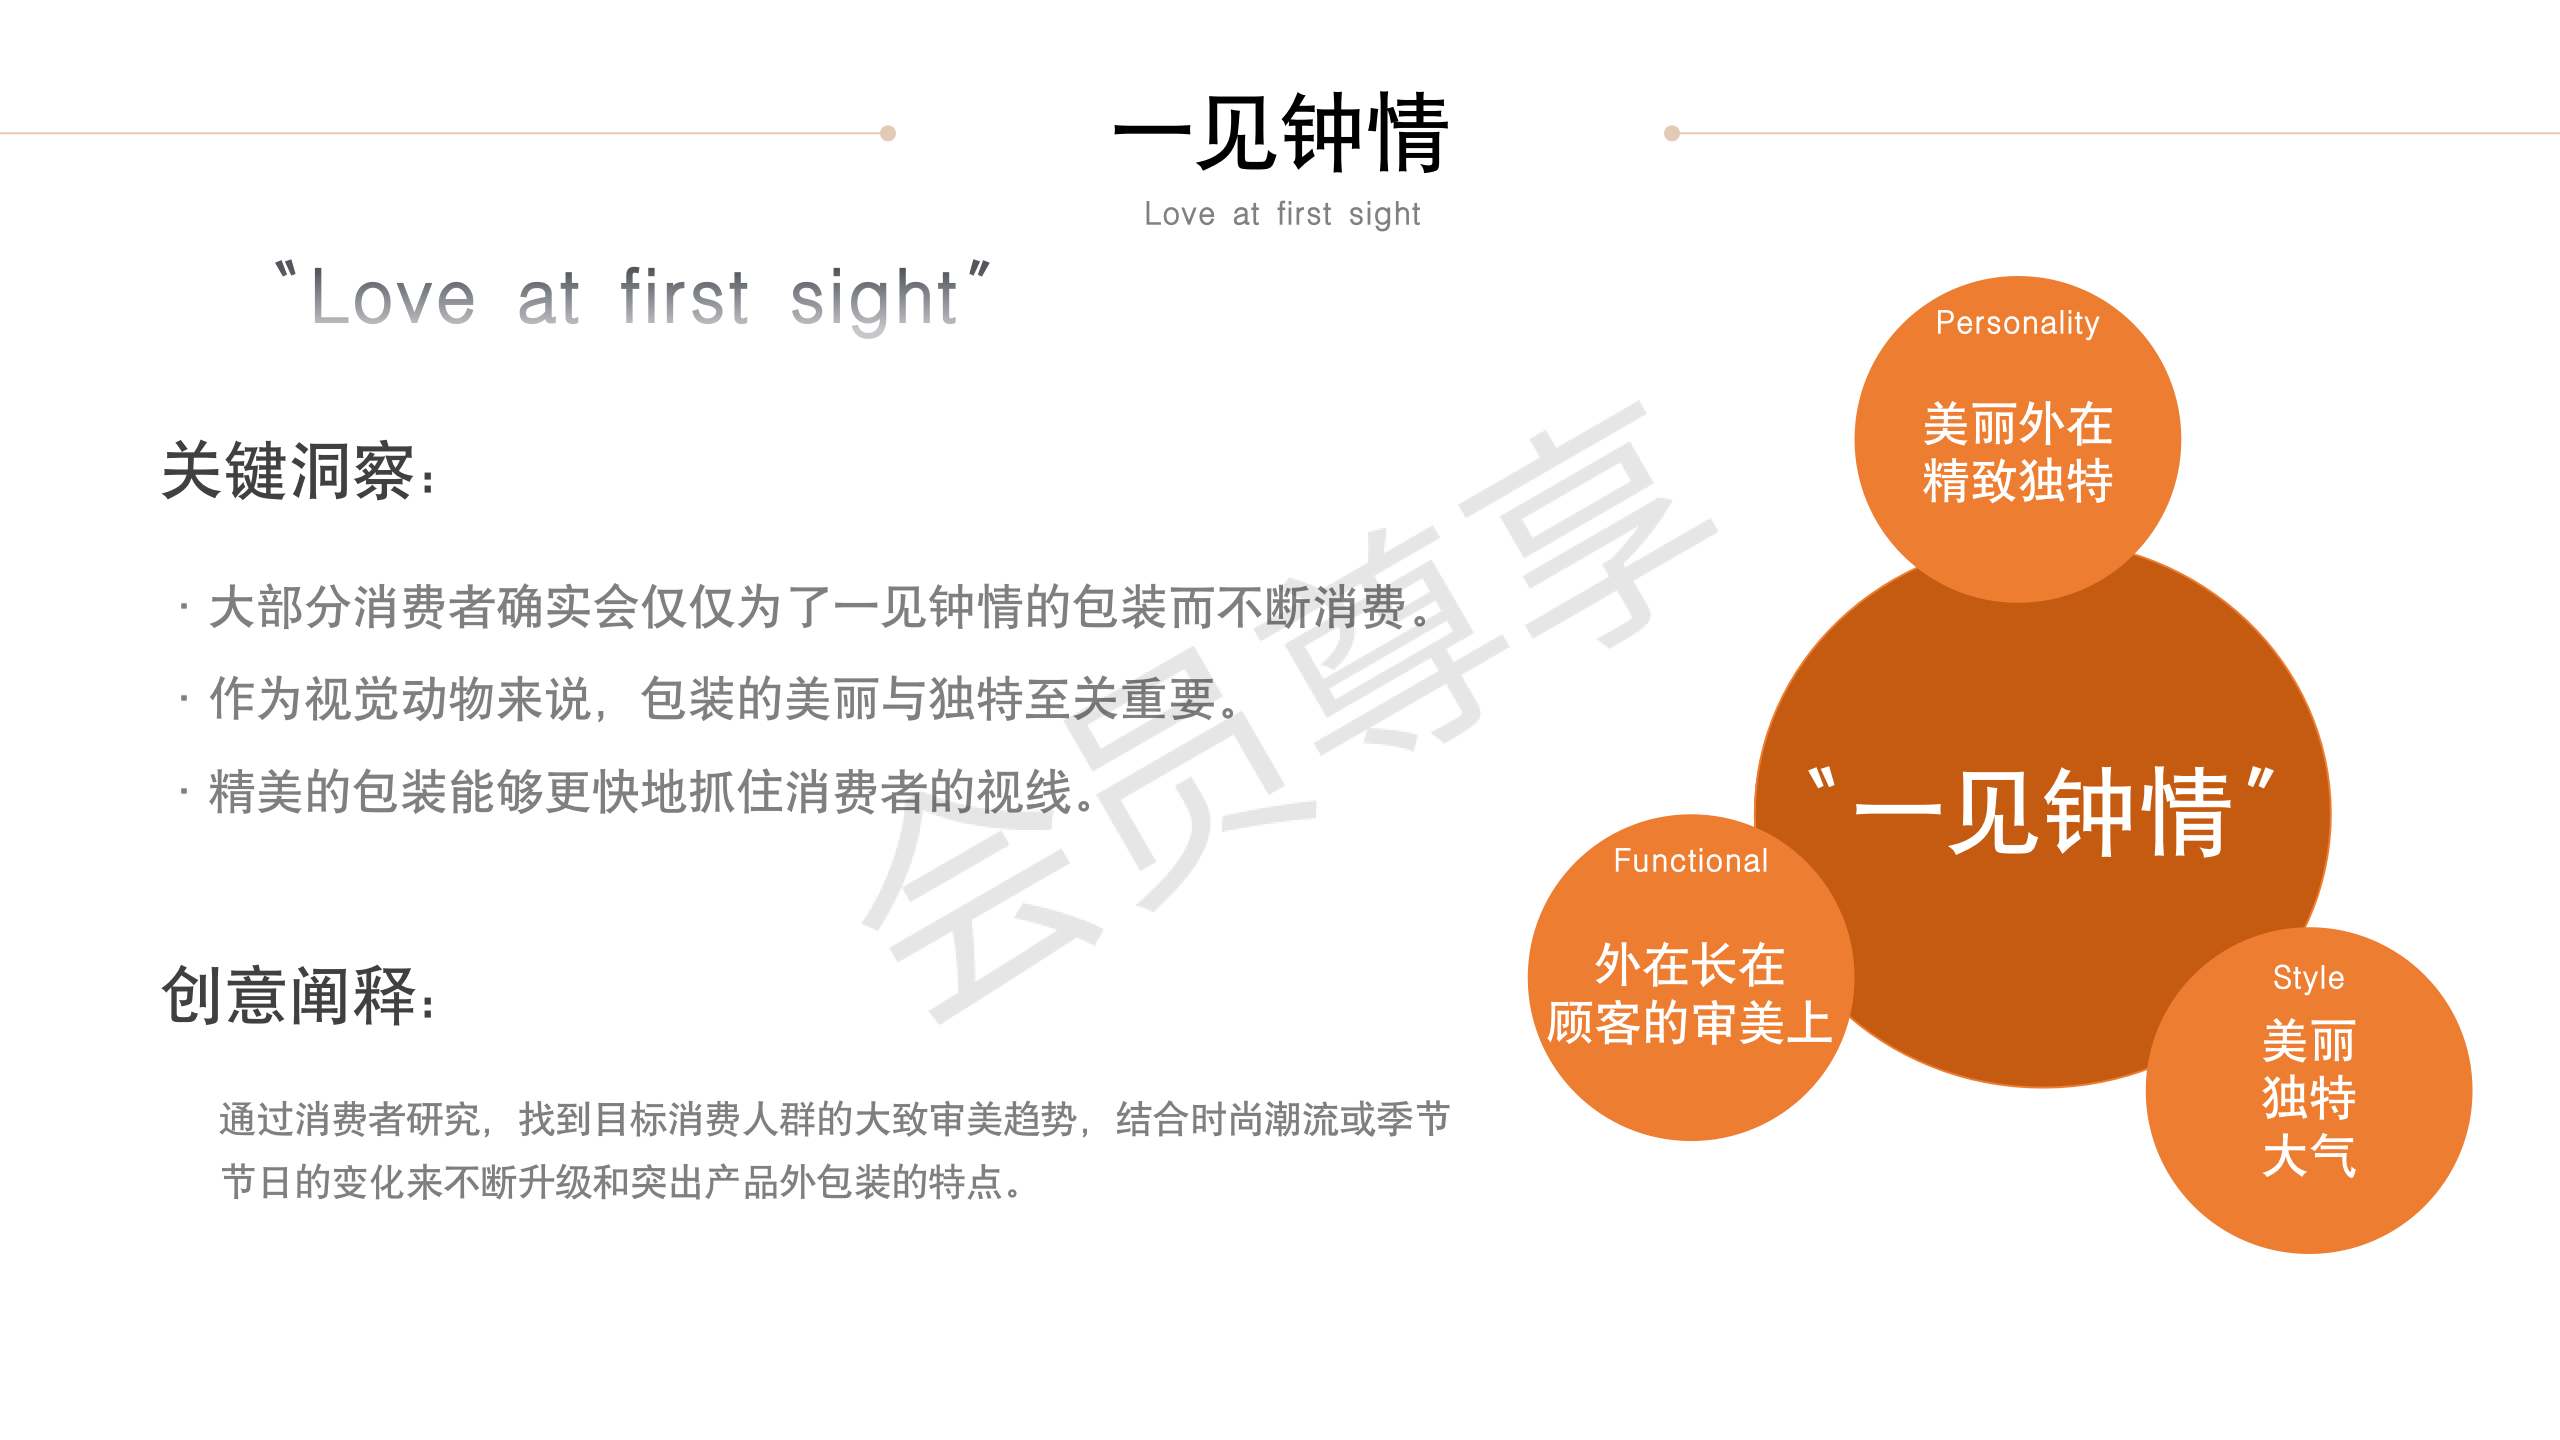 一见钟情
Love at first sight
“Love at first sight”
关键洞察：
· 大部分消费者确实会仅仅为了一见钟情的包装而不断消费。
· 作为视觉动物来说，包装的美丽与独特至关重要。
· 精美的包装能够更快地抓住消费者的视线。
创意阐释：
通过消费者研究，找到目标消费人群的大致审美趋势，结合时尚潮流或季节
节日的变化来不断升级和突出产品外包装的特点。
Personality
美丽外在
精致独特
“一见钟情”
Functional
外在长在
顾客的审美上
Style
美丽
独特
大气
会员尊享